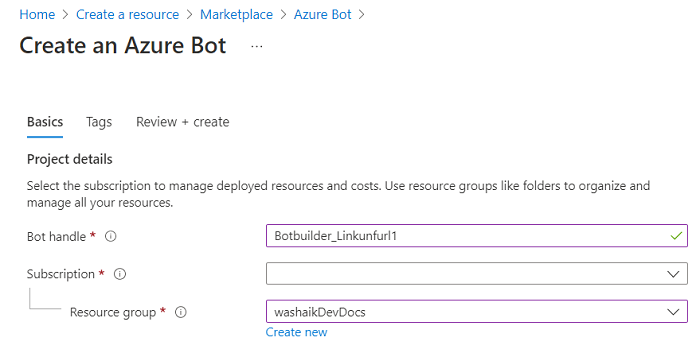 Home > Create a resource > Marketplace > Azure Bot >
Create an Azure Bot ...
Basics Tags Review + create
Project details
Select the subscription to manage deployed resources and costs. Use resource groups like folders to organize and
manage all your resources.
Bot handle * Botbuilder_Linkunfurl1
Subscription *
Resource group * washaikDevDocs
Create new